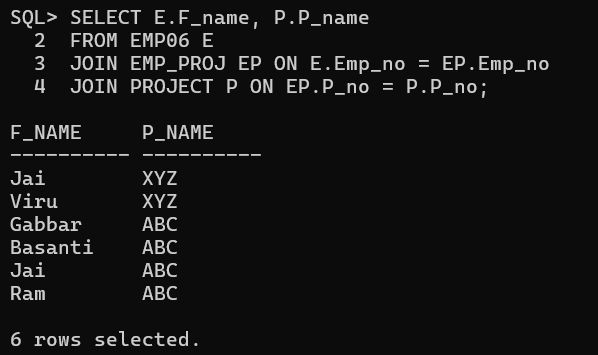 SQL> SELECT E.F_name, P.P_name
  2  FROM EMP06 E
  3  JOIN EMP_PROJ EP ON E.Emp_no = EP.Emp_no
  4  JOIN PROJECT P ON EP.P_no = P.P_no;

F_NAME     P_NAME
---------- ----------
Jai        XYZ
Viru       XYZ
Gabbar     ABC
Basanti    ABC
Jai        ABC
Ram        ABC

6 rows selected.